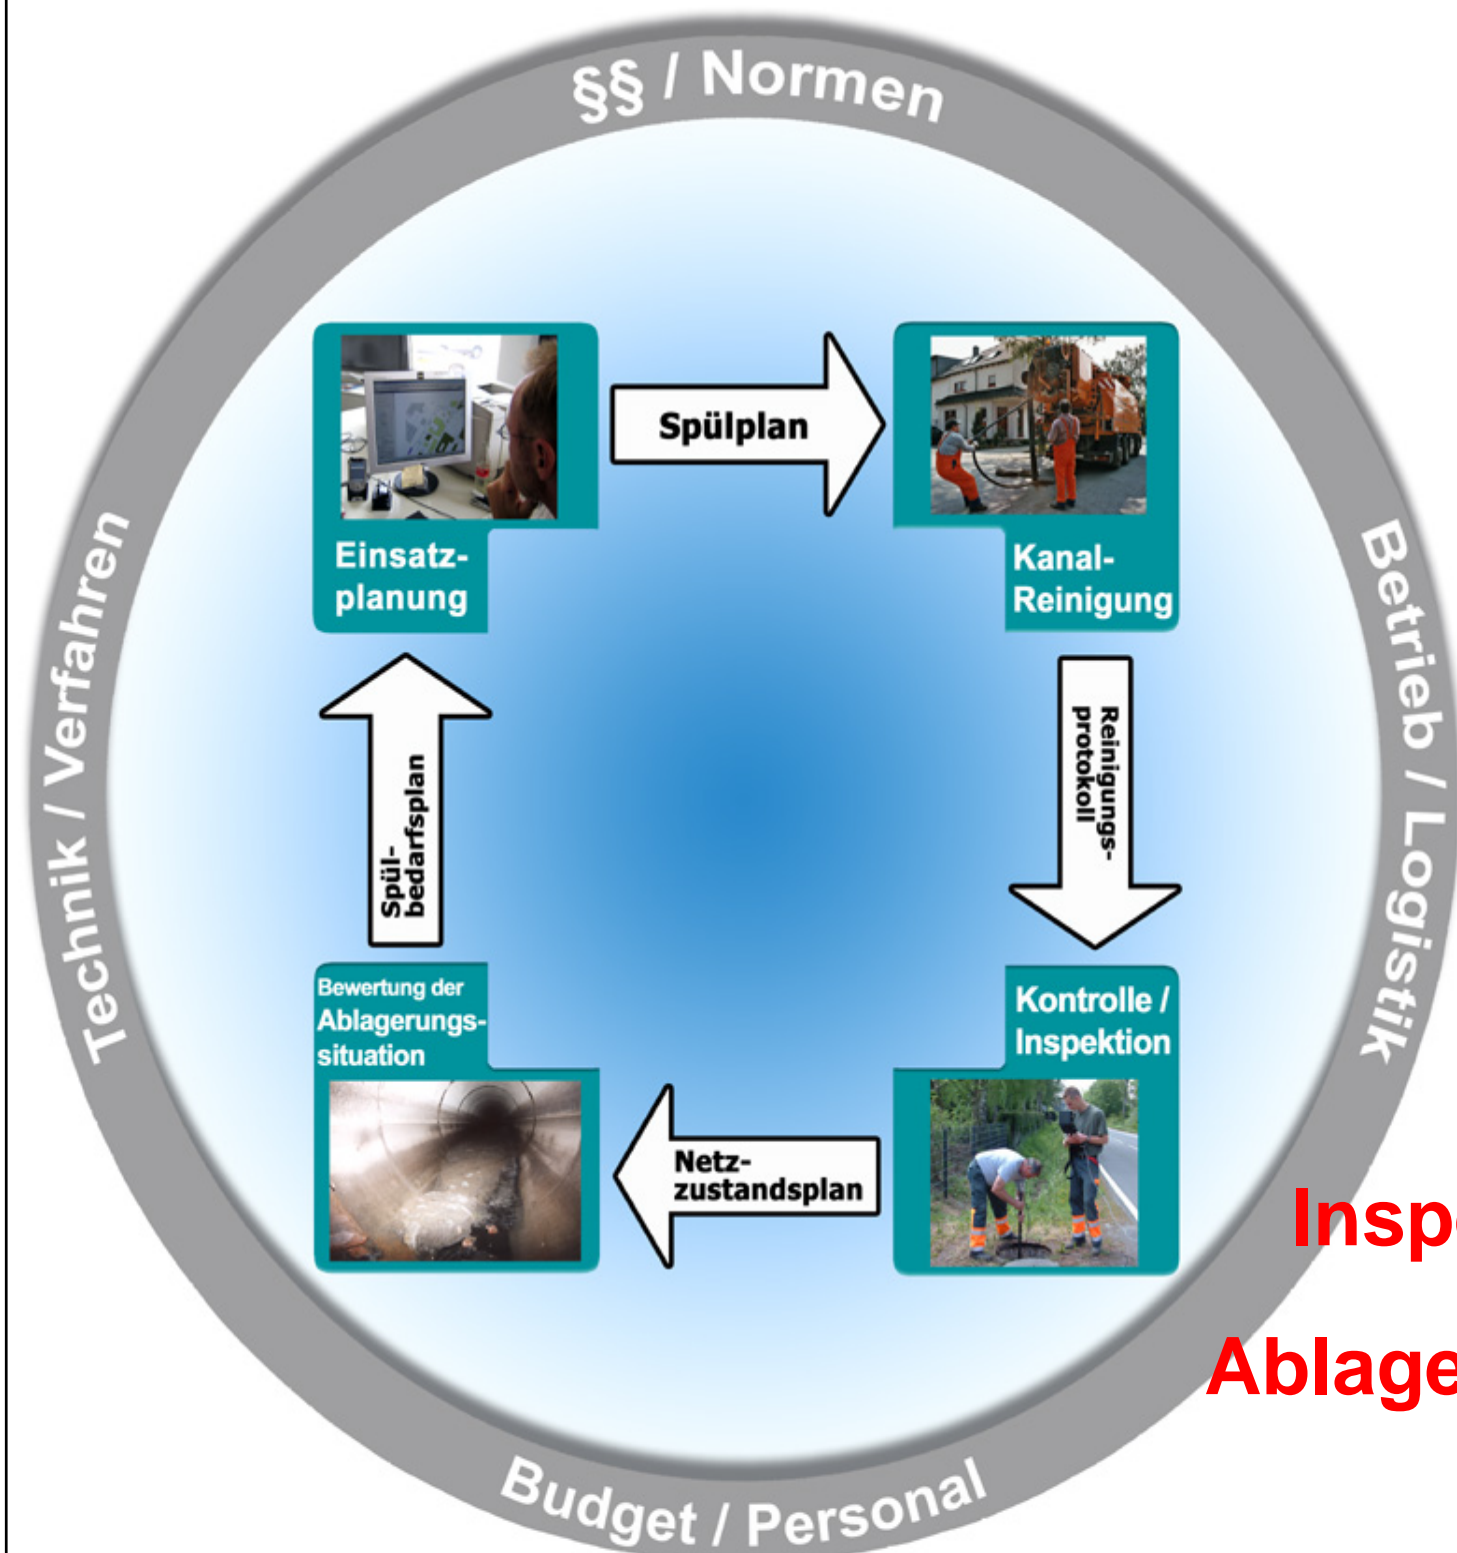 §§ / Normen
Technik / Verfahren
Betrieb / Logistik
Einsatz-
planung
Spülplan
Kanal-
Reinigung
Reinigungs-
protokoll
Kontrolle /
Inspektion
Netz-
zustandsplan
Bewertung der
Ablagerungs-
situation
Spül-
bedarfsplan
Budget / Personal